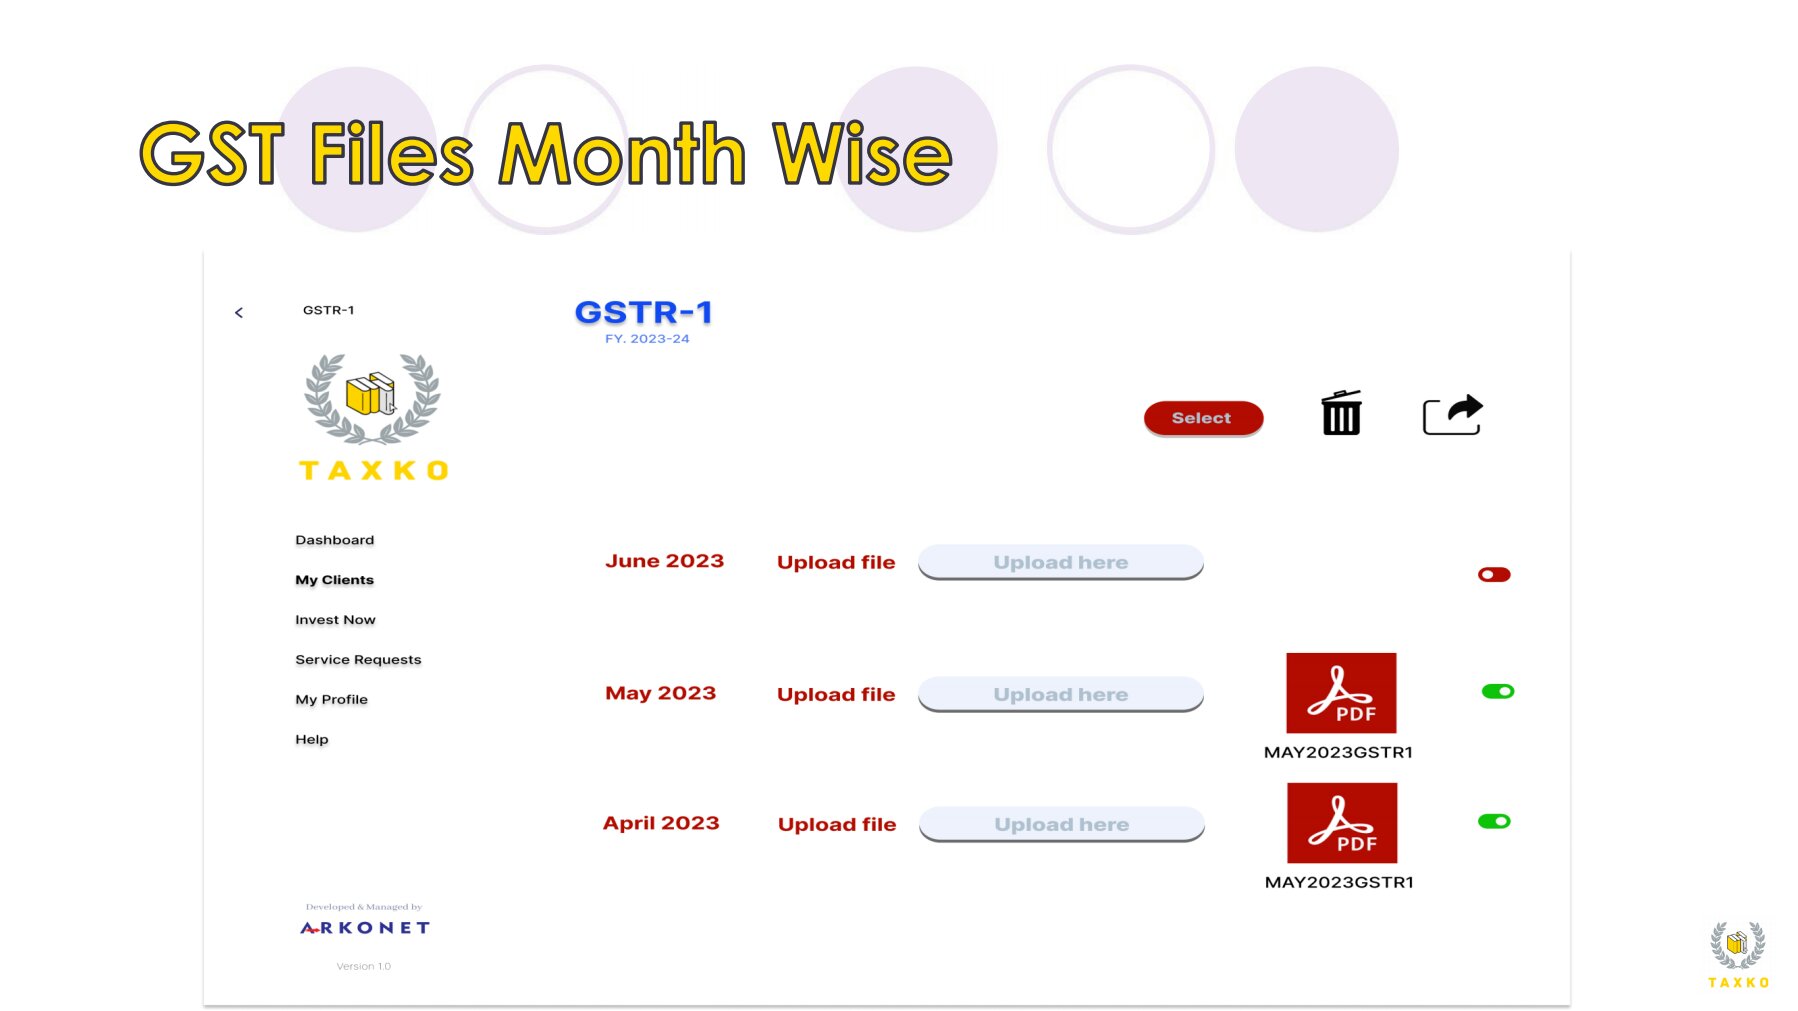 GST Files Month Wise
GSTR-1
GSTR-1
FY. 2023-24
TAXKO
Select
Dashboard
My Clients
Invest Now
Service Requests
My Profile
Help
June 2023 Upload file Upload here
May 2023 Upload file Upload here
PDF
MAY2023GSTR1
April 2023 Upload file Upload here
PDF
MAY2023GSTR1
Developed & Managed by
ARKONET
Version 1.0
TAXKO